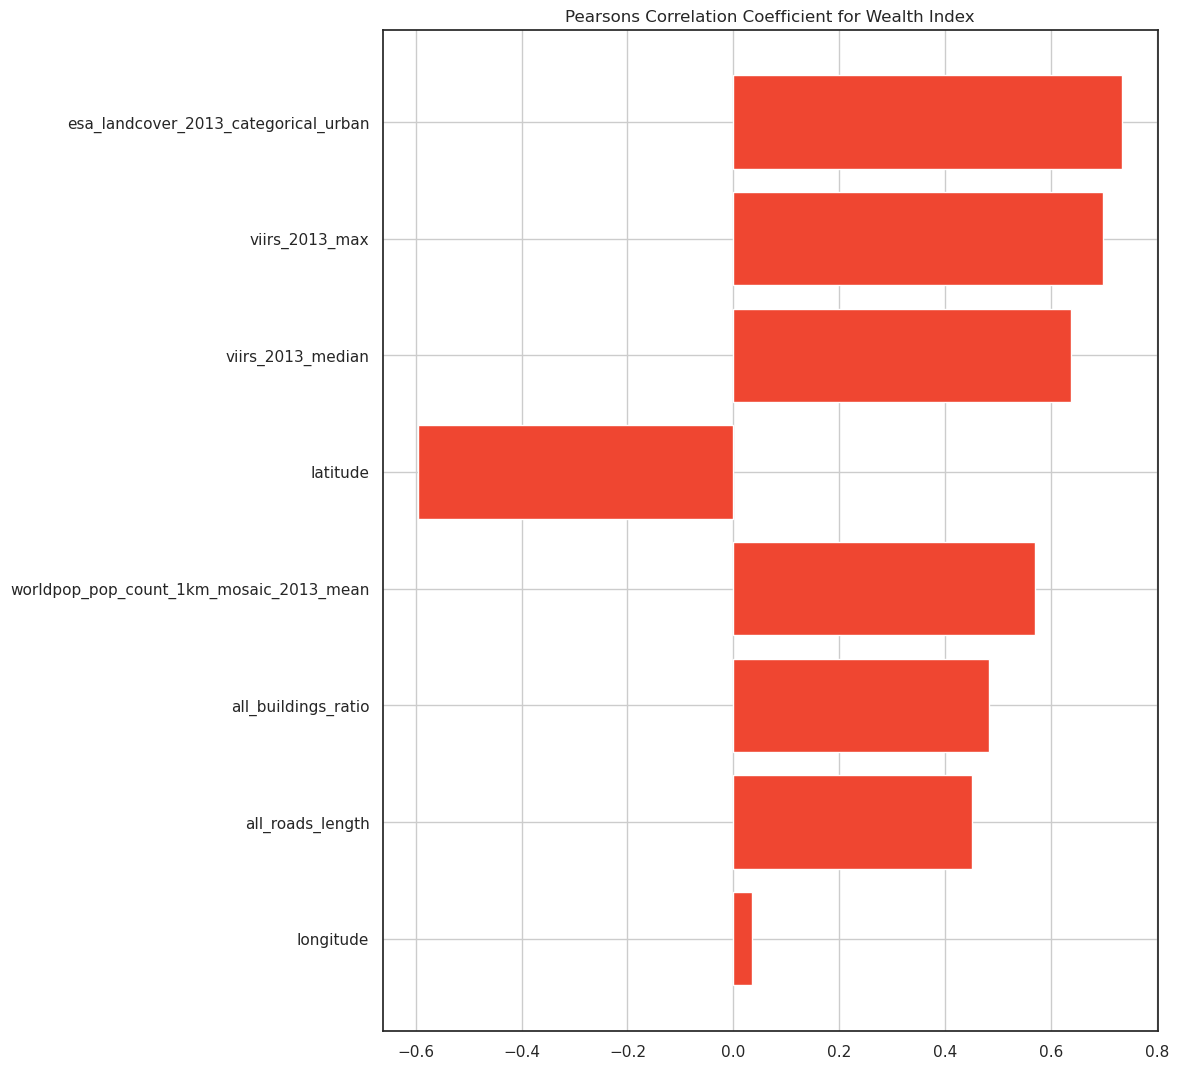 Pearsons Correlation Coefficient for Wealth Index
esa_landcover_2013_categorical_urban
viirs_2013_max
viirs_2013_median
latitude
worldpop_pop_count_1km_mosaic_2013_mean
all_buildings_ratio
all_roads_length
longitude
−0.6 −0.4 −0.2 0.0 0.2 0.4 0.6 0.8